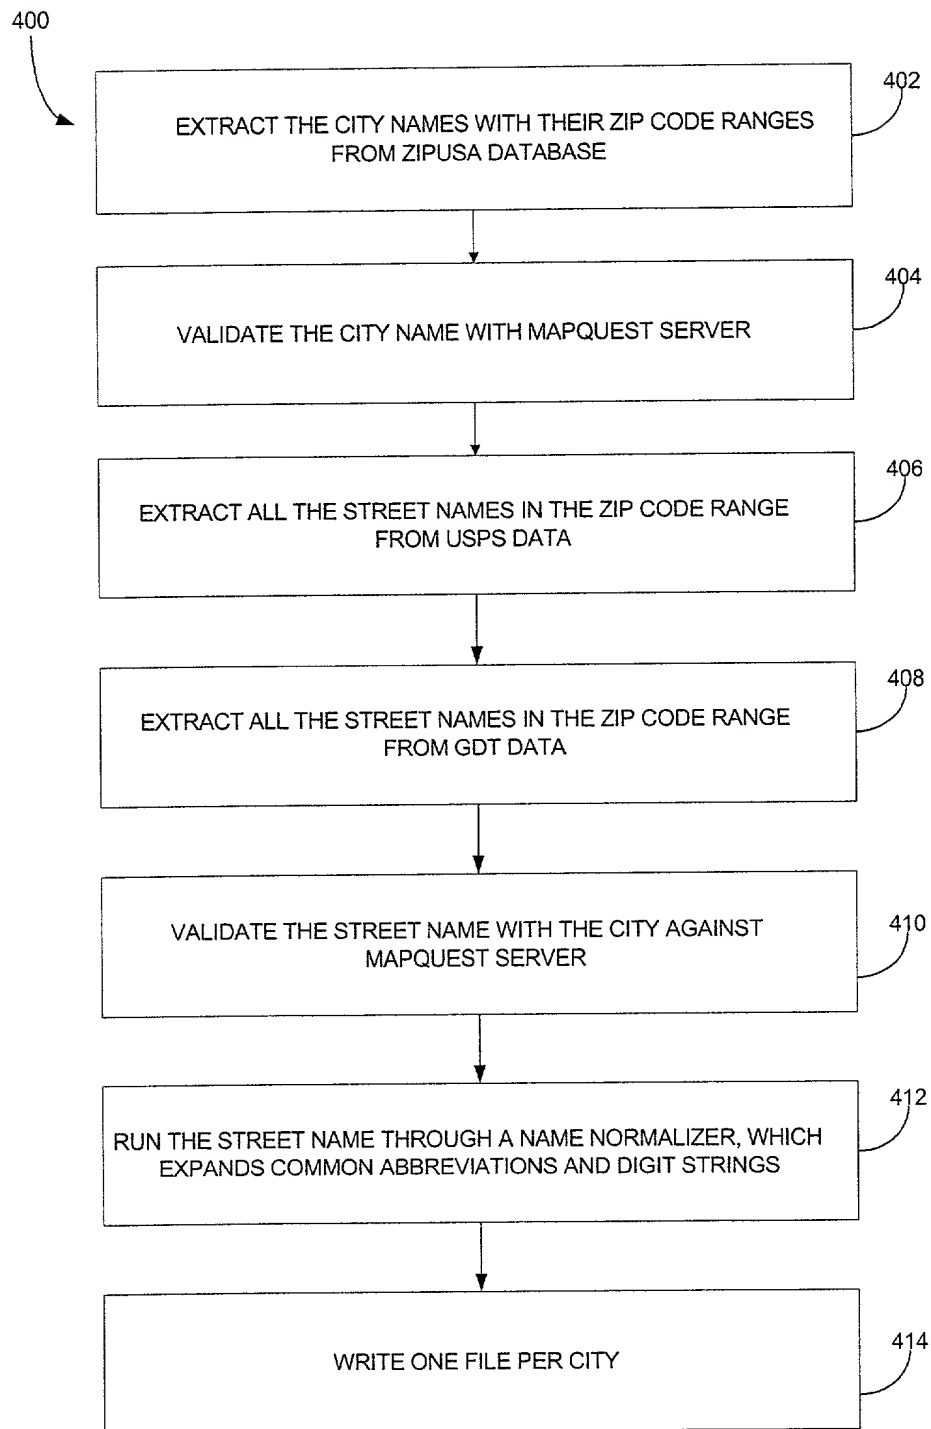 400
402
EXTRACT THE CITY NAMES WITH THEIR ZIP CODE RANGES
FROM ZIPUSA DATABASE
404
VALIDATE THE CITY NAME WITH MAPQUEST SERVER
406
EXTRACT ALL THE STREET NAMES IN THE ZIP CODE RANGE
FROM USPS DATA
408
EXTRACT ALL THE STREET NAMES IN THE ZIP CODE RANGE
FROM GDT DATA
410
VALIDATE THE STREET NAME WITH THE CITY AGAINST
MAPQUEST SERVER
412
RUN THE STREET NAME THROUGH A NAME NORMALIZER, WHICH
EXPANDS COMMON ABBREVIATIONS AND DIGIT STRINGS
414
WRITE ONE FILE PER CITY